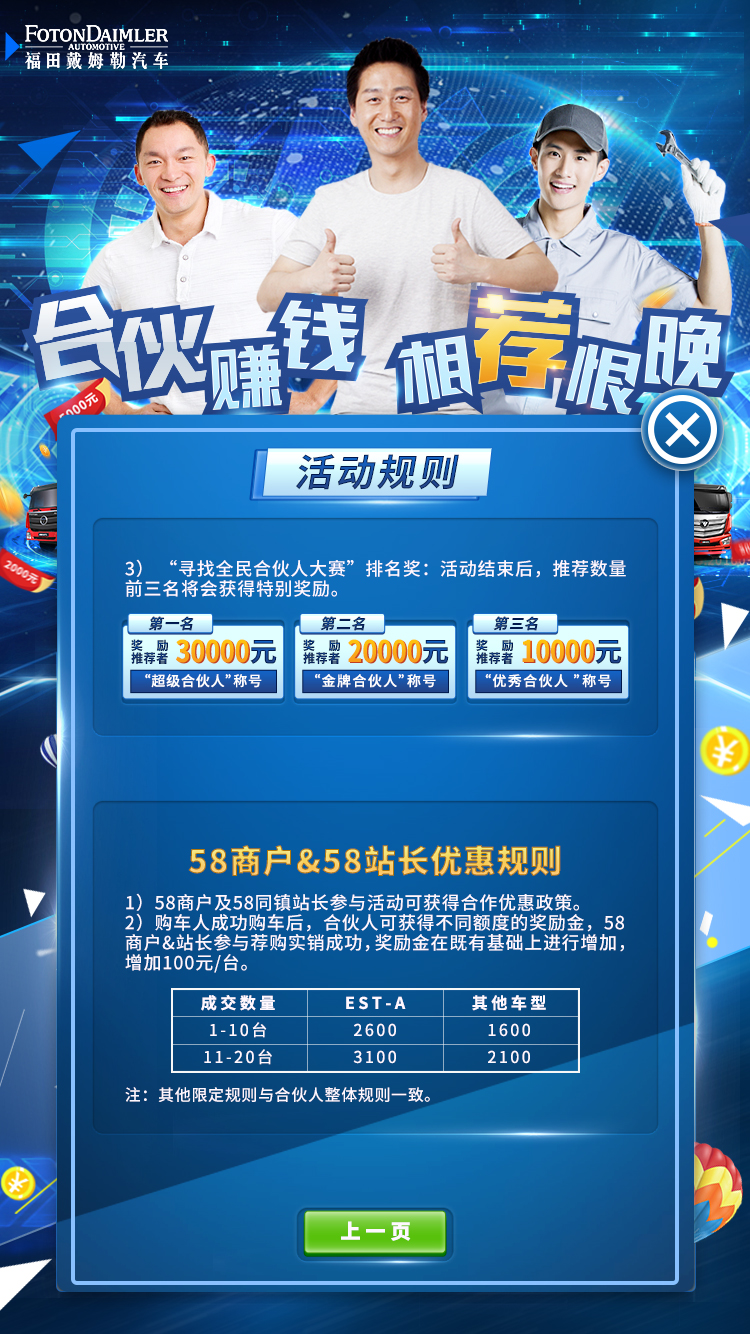 FOTONDAIMLER
AUTOMOTIVE
福田戴姆勒汽车
合伙赚钱 相荐恨晚
5000元
2000元
活动规则
3）“寻找全民合伙人大赛”排名奖：活动结束后，推荐数量
前三名将会获得特别奖励。
第一名
奖励推荐者 30000元
“超级合伙人”称号
第二名
奖励推荐者 20000元
“金牌合伙人”称号
第三名
奖励推荐者 10000元
“优秀合伙人 ”称号
58商户&58站长优惠规则
1）58商户及58同镇站长参与活动可获得合作优惠政策。
2）购车人成功购车后，合伙人可获得不同额度的奖励金，58
商户&站长参与荐购实销成功，奖励金在既有基础上进行增加，
增加100元/台。
成交数量 EST-A 其他车型
1-10台 2600 1600
11-20台 3100 2100
注：其他限定规则与合伙人整体规则一致。
上一页